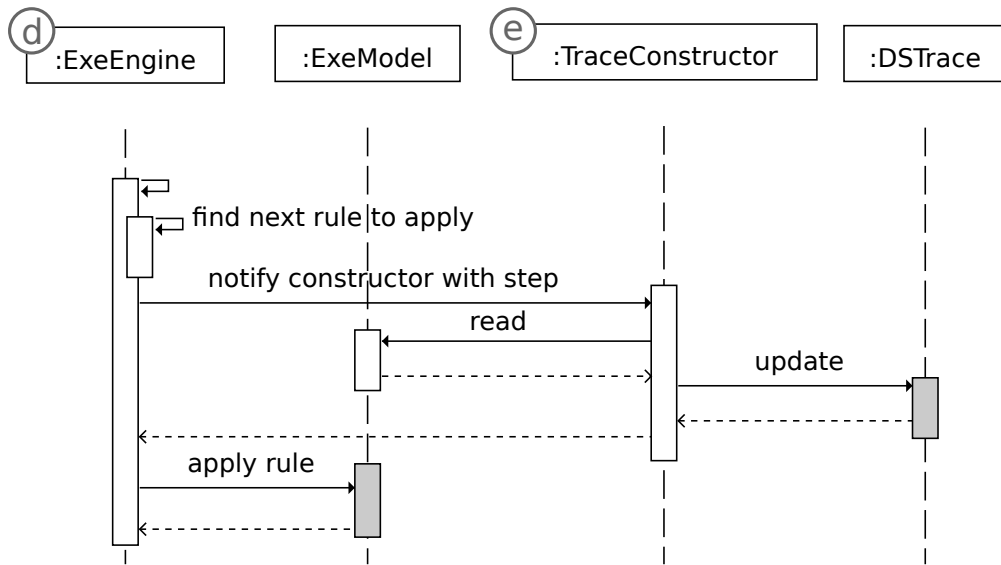 d
:ExeEngine
:ExeModel
e
:TraceConstructor
:DSTrace
find next rule to apply
notify constructor with step
read
update
apply rule